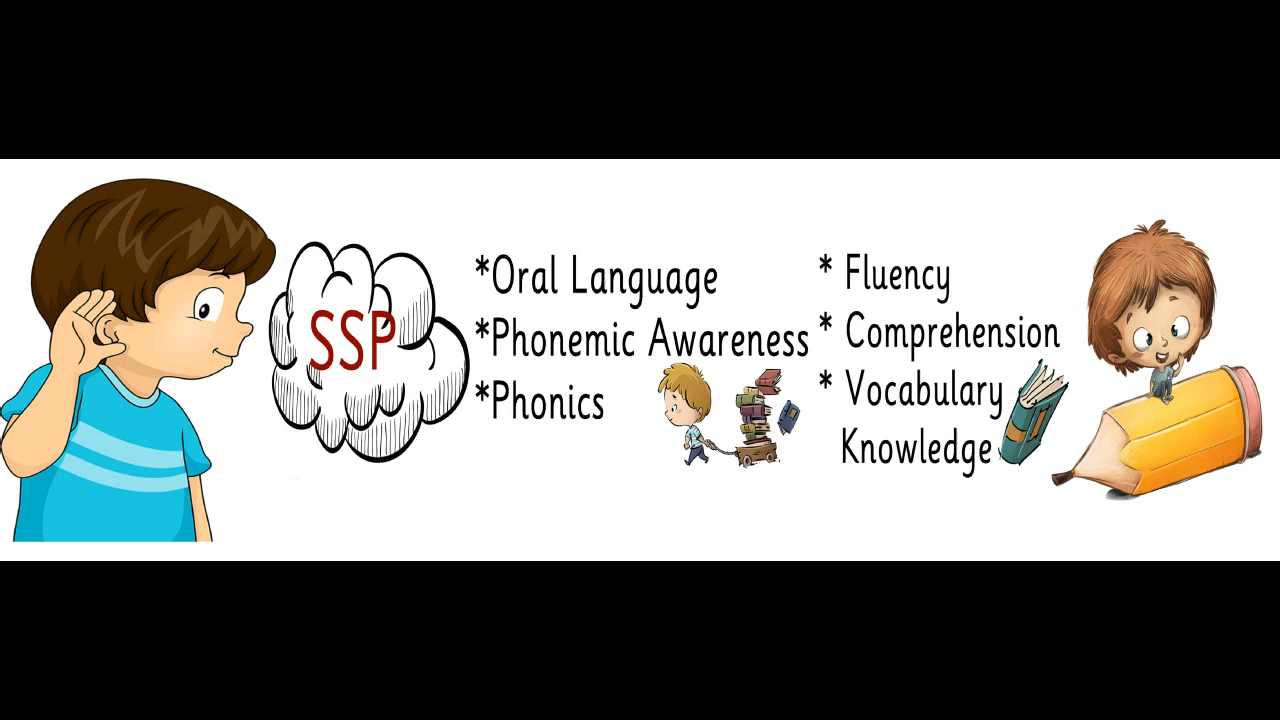 SSP
*Oral Language
*Phonemic Awareness
*Phonics
* Fluency
* Comprehension
* Vocabulary
Knowledge